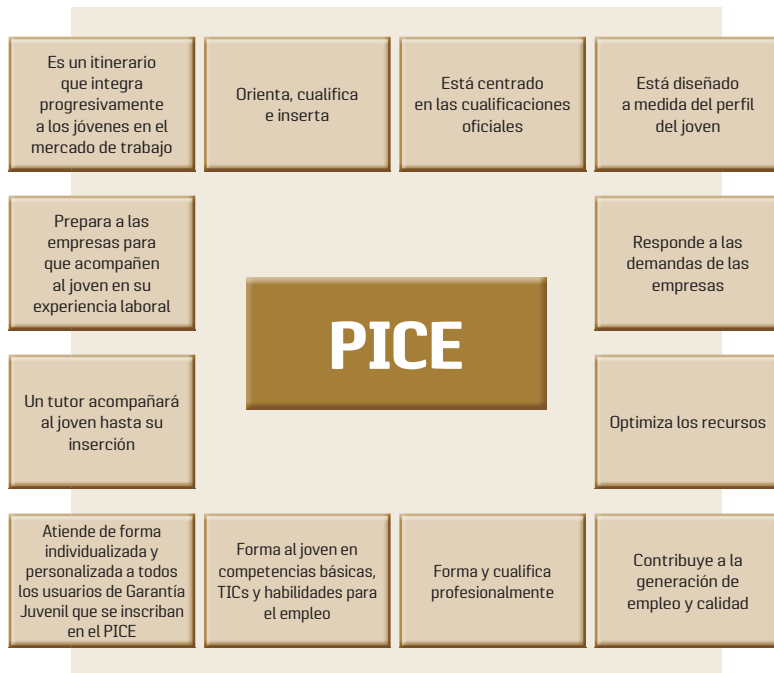 Es un itinerario
que integra
progresivamente
a los jóvenes en el
mercado de trabajo
Orienta, cualifica
e inserta
Está centrado
en las cualificaciones
oficiales
Está diseñado
a medida del perfil
del joven
Prepara a las
empresas para
que acompañen
al joven en su
experiencia laboral
PICE
Responde a las
demandas de las
empresas
Un tutor acompañará
al joven hasta su
inserción
Optimiza los recursos
Atiende de forma
individualizada y
personalizada a todos
los usuarios de Garantía
Juvenil que se inscriban
en el PICE
Forma al joven en
competencias básicas,
TICs y habilidades para
el empleo
Forma y cualifica
profesionalmente
Contribuye a la
generación de
empleo y calidad